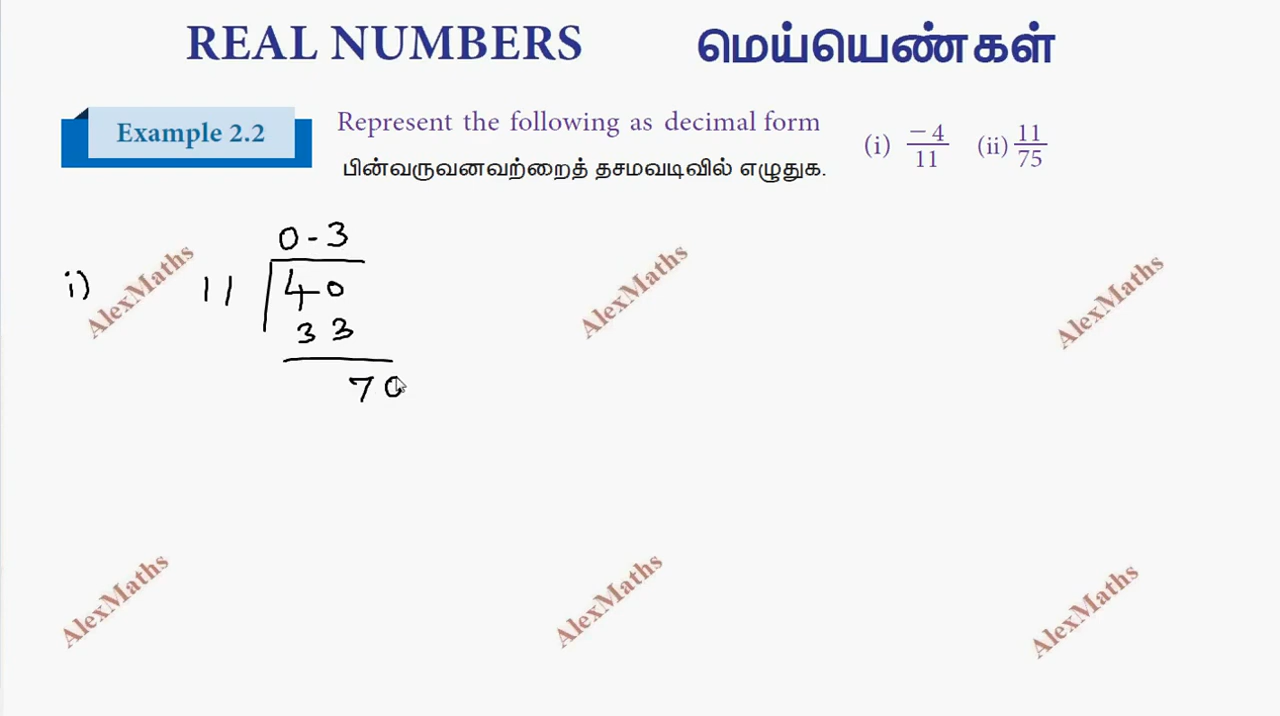 REAL NUMBERS மெய்யெண்கள்
Example 2.2 Represent the following as decimal form (i) -4/11 (ii) 11/75
பின்வருவனவற்றைத் தசமவடிவில் எழுதுக.
0.3
i) 11 40
33
70
AlexMaths AlexMaths AlexMaths
AlexMaths AlexMaths AlexMaths